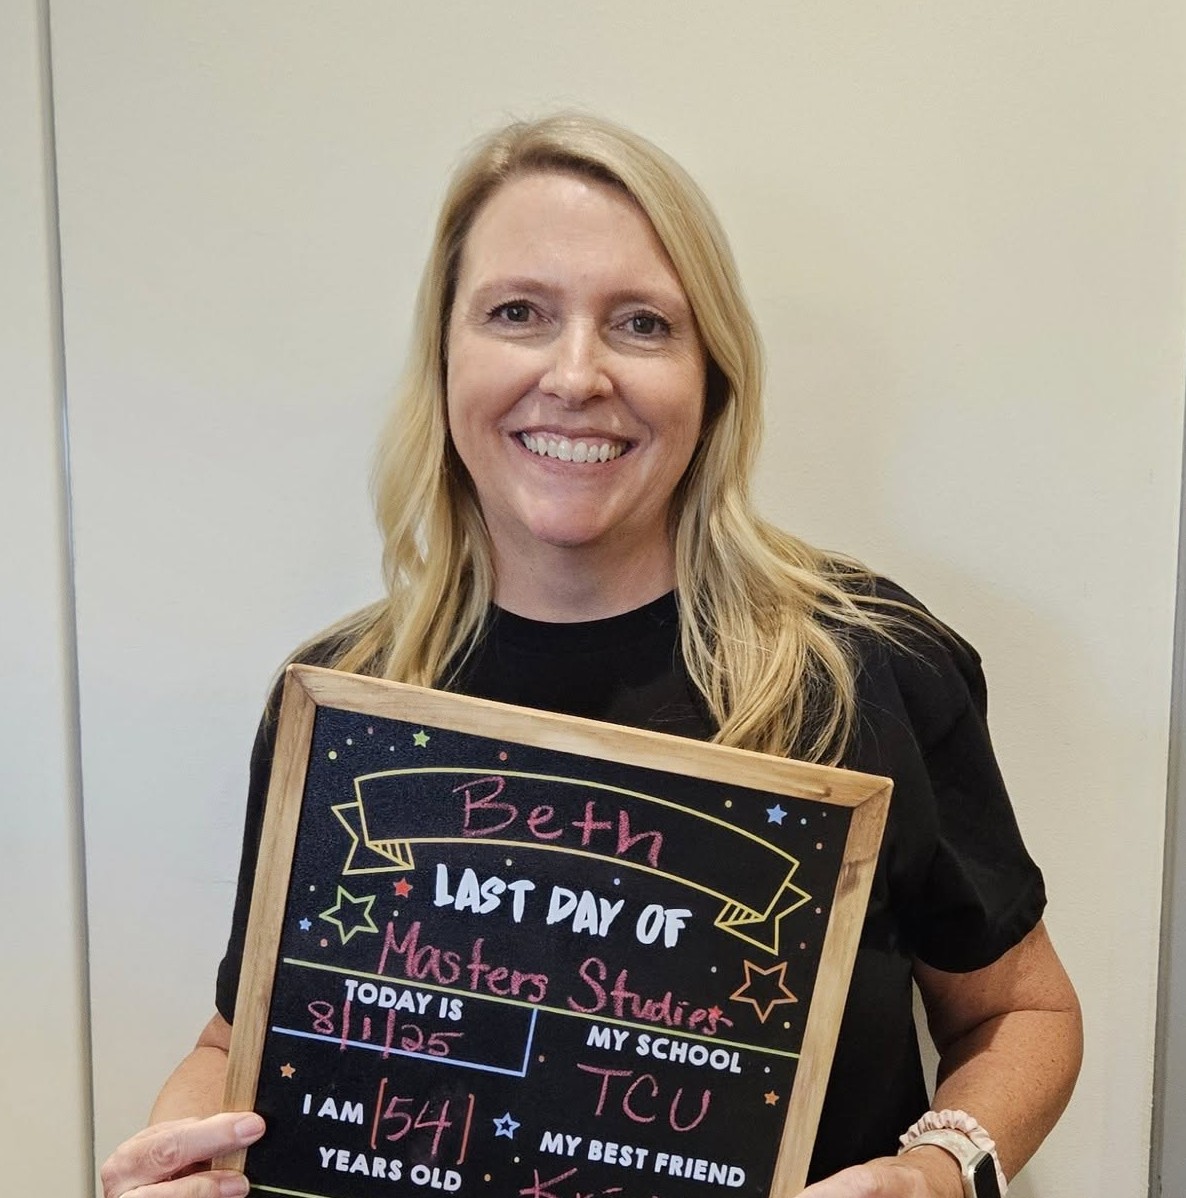 Beth
LAST DAY OF
Masters Studies
TODAY IS
8/1/25
MY SCHOOL
TCU
I AM 54
YEARS OLD
MY BEST FRIEND